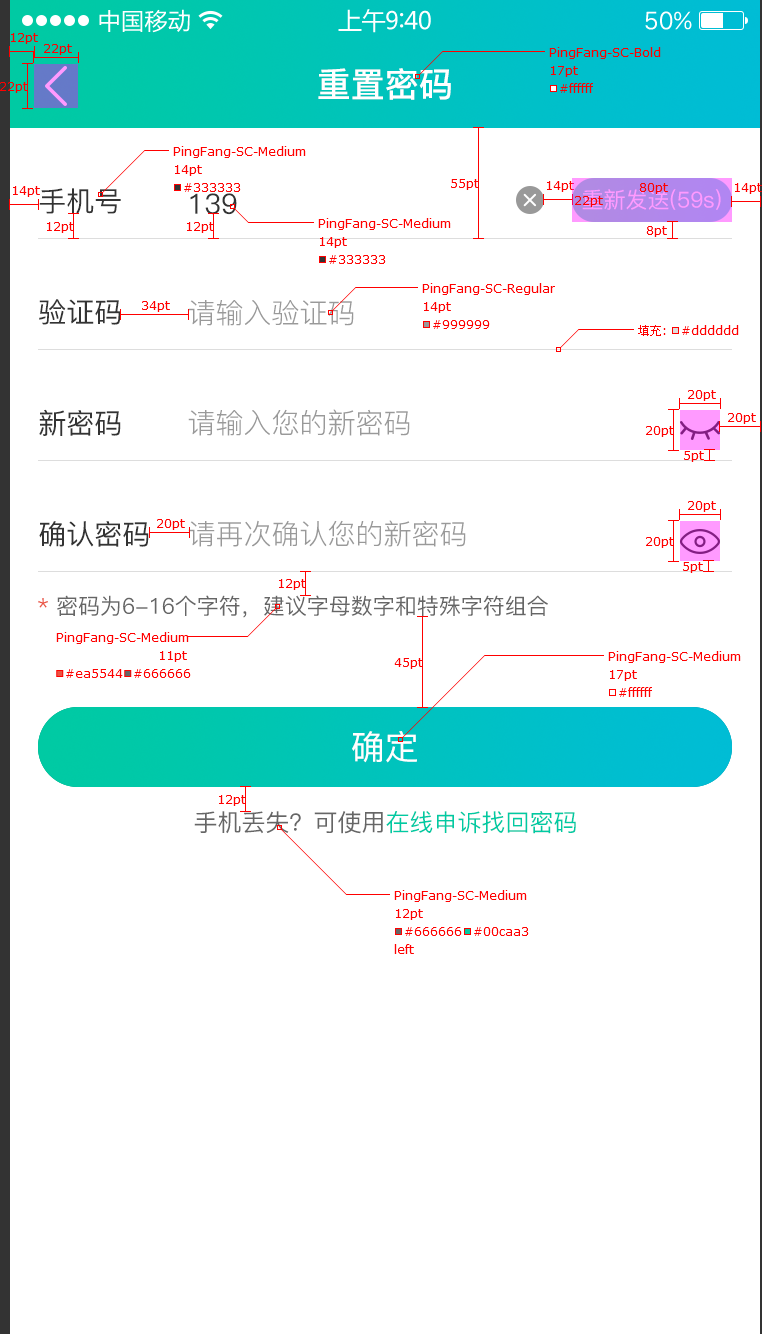 中国移动 上午9:40 50%
12pt 22pt
22pt
重置密码
PingFang-SC-Bold
17pt
#ffffff
PingFang-SC-Medium
14pt
#333333
14pt 手机号 139
12pt 12pt
PingFang-SC-Medium
14pt
#333333
55pt
14pt 22pt 80pt 14pt
重新发送(59s)
8pt
验证码 34pt 请输入验证码
PingFang-SC-Regular
14pt
#999999
填充: #dddddd
新密码 请输入您的新密码
20pt
20pt 20pt
5pt
确认密码 20pt 请再次确认您的新密码
20pt
20pt
5pt
12pt
* 密码为6-16个字符，建议字母数字和特殊字符组合
PingFang-SC-Medium
11pt
#ea5544 #666666
45pt
PingFang-SC-Medium
17pt
#ffffff
确定
12pt
手机丢失？可使用在线申诉找回密码
PingFang-SC-Medium
12pt
#666666 #00caa3
left